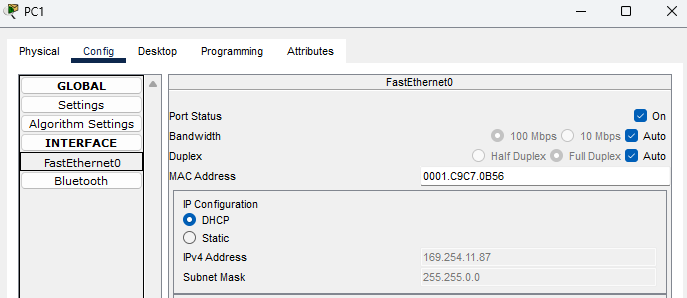 PC1
Physical Config Desktop Programming Attributes
GLOBAL
Settings
Algorithm Settings
INTERFACE
FastEthernet0
Bluetooth
FastEthernet0
Port Status On
Bandwidth 100 Mbps 10 Mbps Auto
Duplex Half Duplex Full Duplex Auto
MAC Address 0001.C9C7.0B56
IP Configuration
DHCP
Static
IPv4 Address 169.254.11.87
Subnet Mask 255.255.0.0